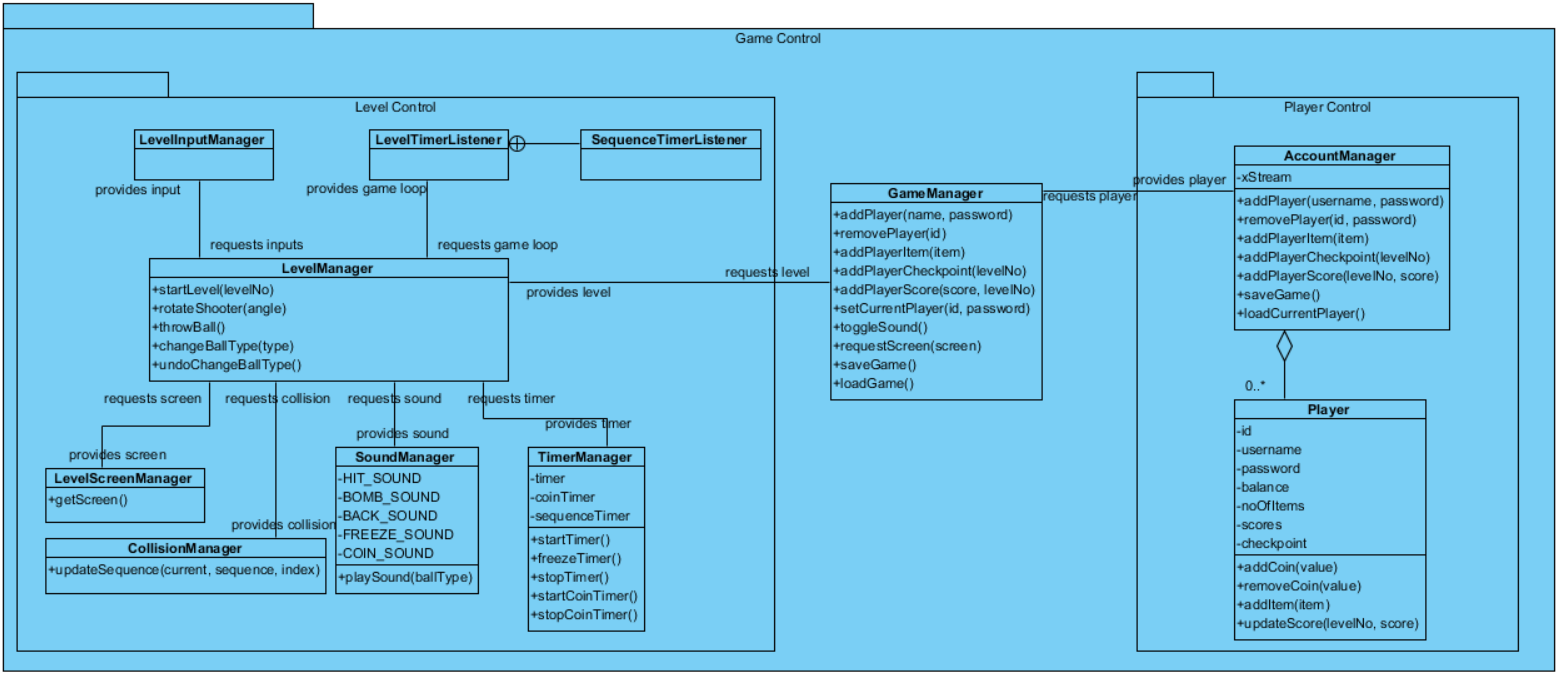 Game Control
Level Control
Player Control
LevelInputManager
LevelTimerListener
SequenceTimerListener
provides input
provides game loop
requests inputs
requests game loop
LevelManager
+startLevel(levelNo)
+rotateShooter(angle)
+throwBall()
+changeBallType(type)
+undoChangeBallType()
requests level
provides level
requests screen
requests collision
requests sound
requests timer
provides screen
provides collision
provides sound
provides timer
LevelScreenManager
+getScreen()
CollisionManager
+updateSequence(current, sequence, index)
SoundManager
-HIT_SOUND
-BOMB_SOUND
-BACK_SOUND
-FREEZE_SOUND
-COIN_SOUND
+playSound(ballType)
TimerManager
-timer
-coinTimer
-sequenceTimer
+startTimer()
+freezeTimer()
+stopTimer()
+startCoinTimer()
+stopCoinTimer()
GameManager
+addPlayer(name, password)
+removePlayer(id)
+addPlayerItem(item)
+addPlayerCheckpoint(levelNo)
+addPlayerScore(score, levelNo)
+setCurrentPlayer(id, password)
+toggleSound()
+requestScreen(screen)
+saveGame()
+loadGame()
requests player
provides player
AccountManager
-xStream
+addPlayer(username, password)
+removePlayer(id, password)
+addPlayerItem(item)
+addPlayerCheckpoint(levelNo)
+addPlayerScore(levelNo, score)
+saveGame()
+loadCurrentPlayer()
0..*
Player
-id
-username
-password
-balance
-noOfItems
-scores
-checkpoint
+addCoin(value)
+removeCoin(value)
+addItem(item)
+updateScore(levelNo, score)